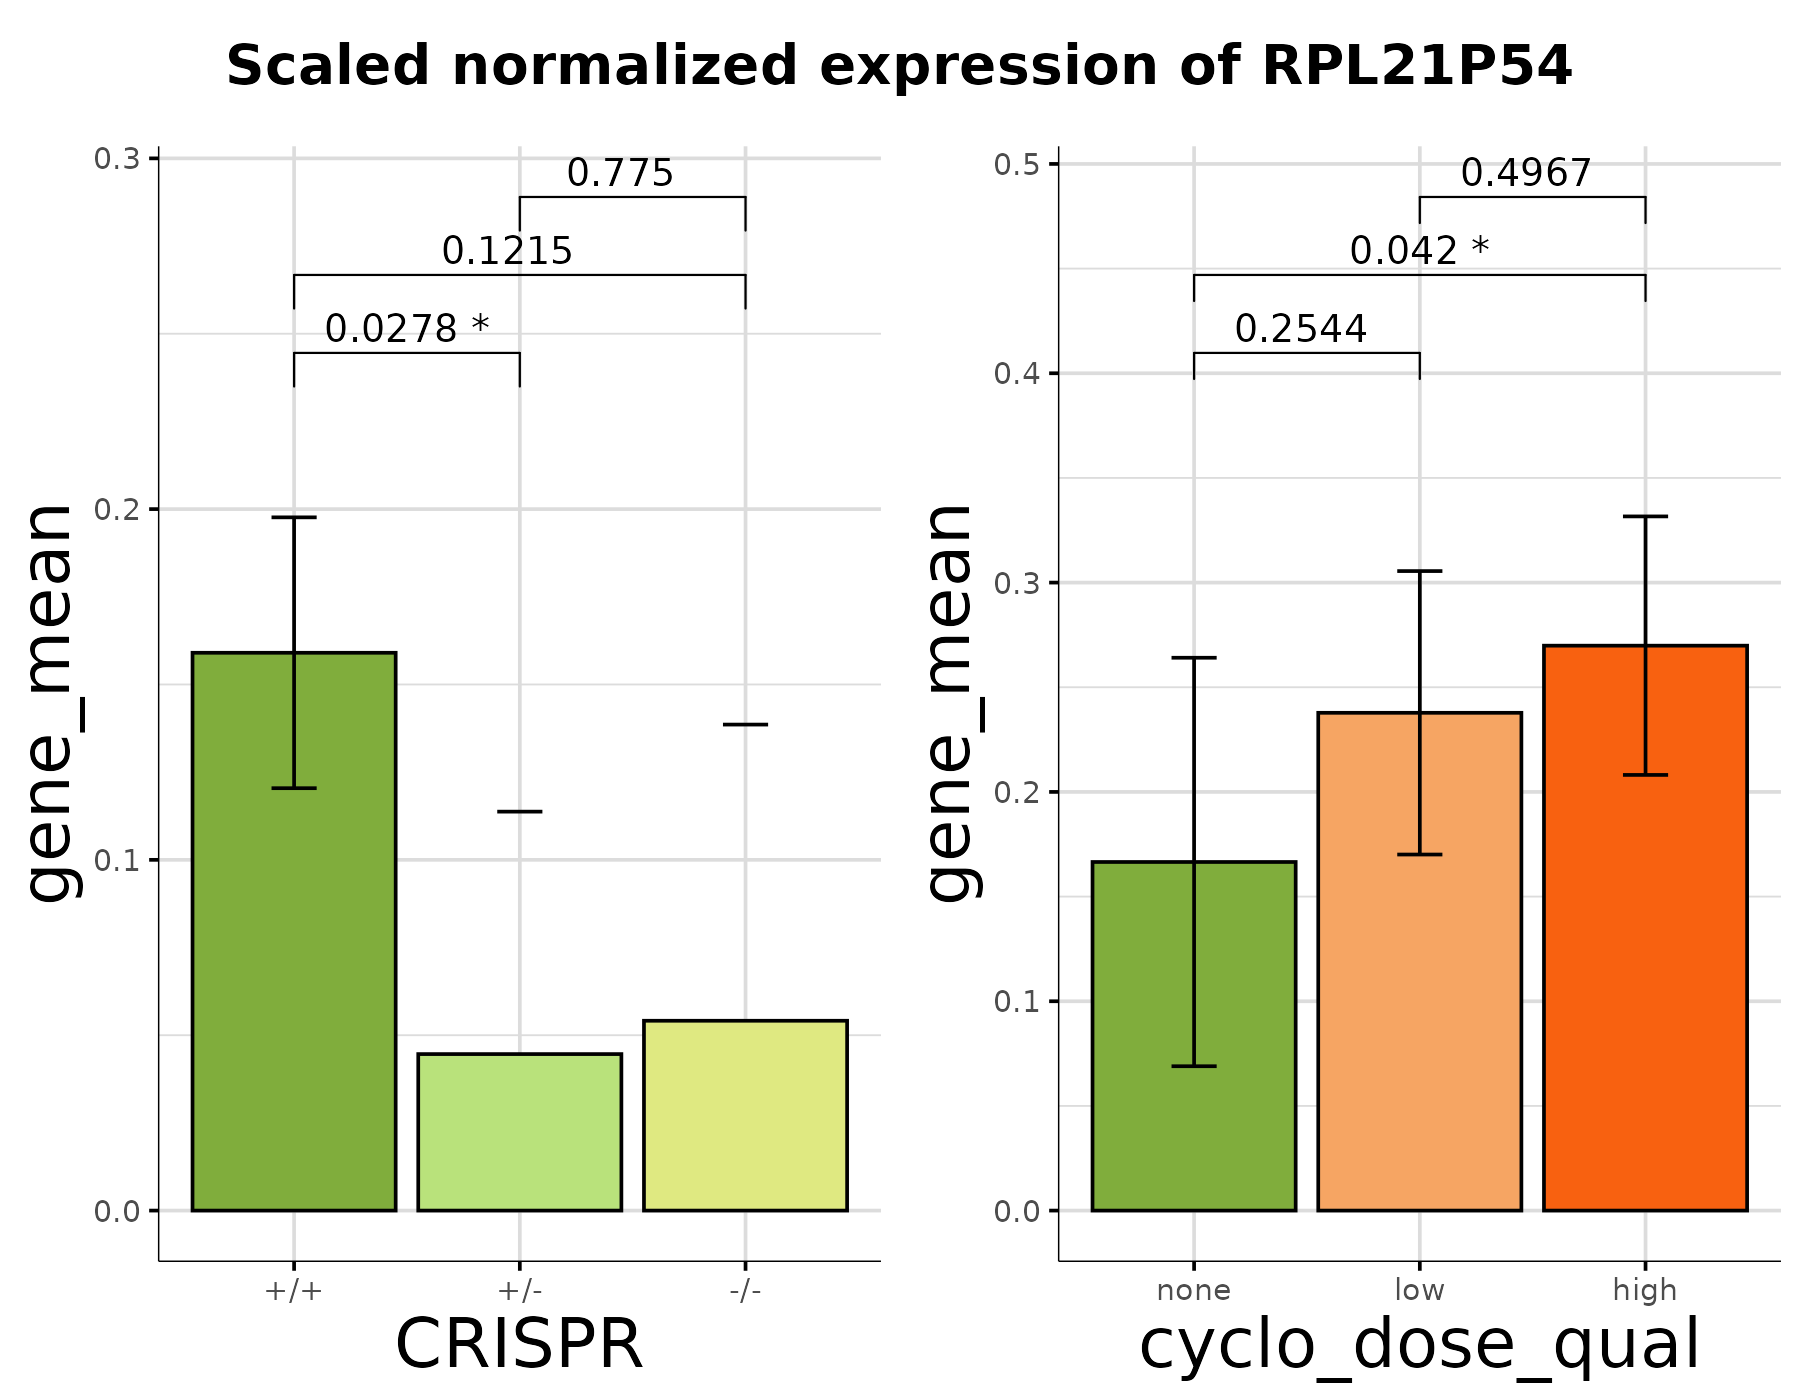 Scaled normalized expression of RPL21P54
gene_mean
0.3
0.2
0.1
0.0
0.775
0.1215
0.0278 *
+/+ +/- -/-
CRISPR
gene_mean
0.5
0.4
0.3
0.2
0.1
0.0
0.4967
0.042 *
0.2544
none low high
cyclo_dose_qual